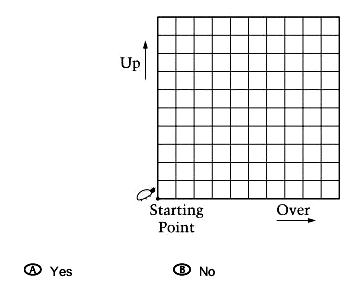 Up
Starting
Point
Over
A Yes
B No